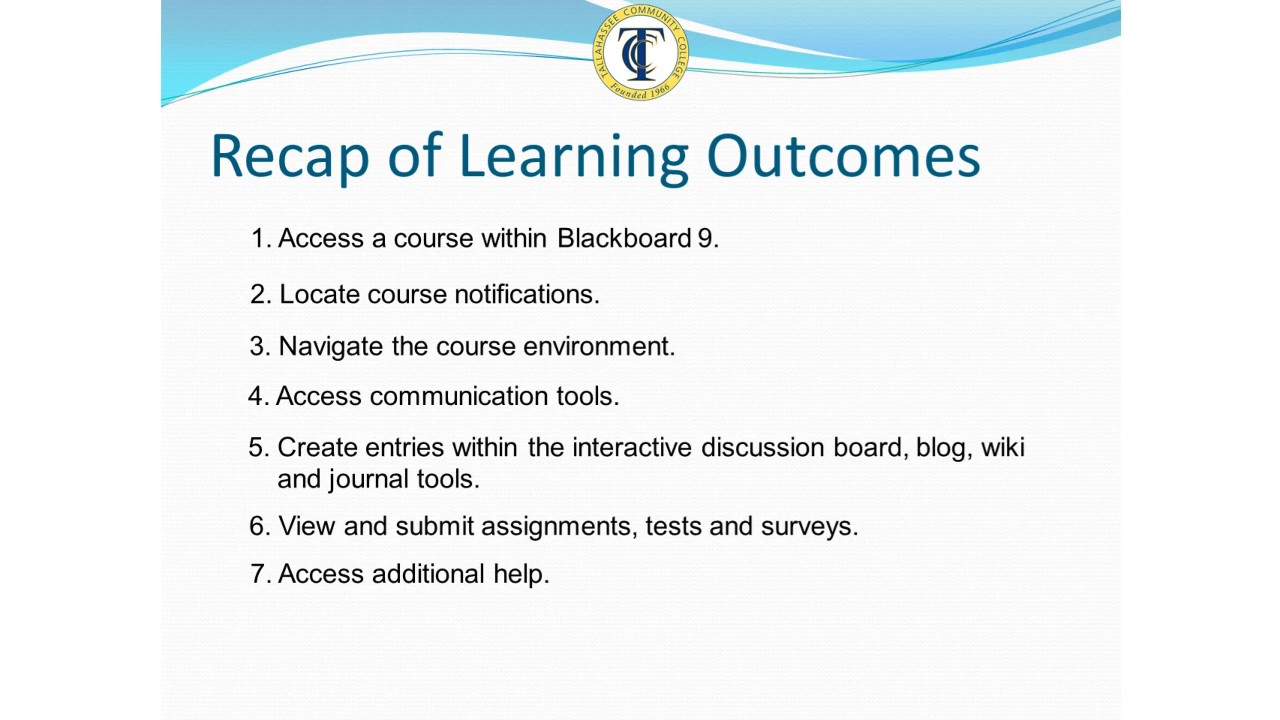 TALLAHASSEE COMMUNITY COLLEGE
TCC
Founded 1966
Recap of Learning Outcomes
1. Access a course within Blackboard 9.
2. Locate course notifications.
3. Navigate the course environment.
4. Access communication tools.
5. Create entries within the interactive discussion board, blog, wiki
and journal tools.
6. View and submit assignments, tests and surveys.
7. Access additional help.